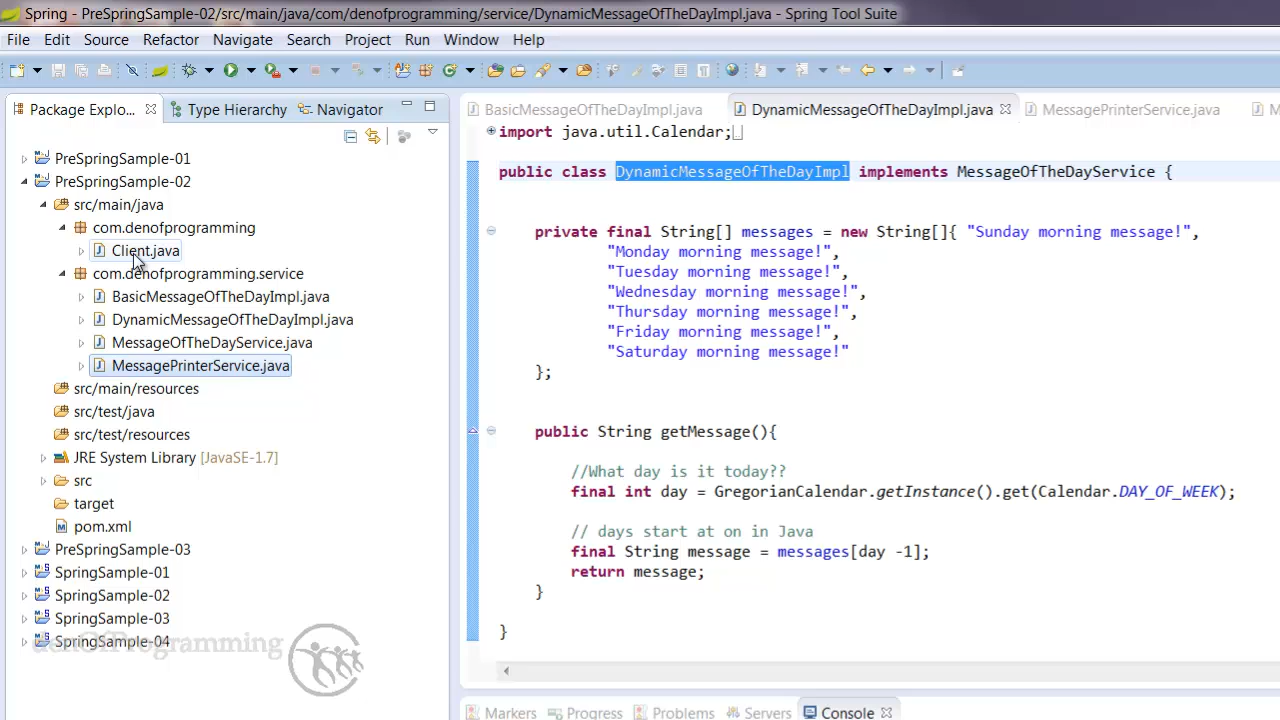 Spring - PreSpringSample-02/src/main/java/com/denofprogramming/service/DynamicMessageOfTheDayImpl.java - Spring Tool Suite
File Edit Source Refactor Navigate Search Project Run Window Help
Package Explo... Type Hierarchy Navigator
BasicMessageOfTheDayImpl.java DynamicMessageOfTheDayImpl.java MessagePrinterService.java M
PreSpringSample-01
PreSpringSample-02
src/main/java
com.denofprogramming
Client.java
com.denofprogramming.service
BasicMessageOfTheDayImpl.java
DynamicMessageOfTheDayImpl.java
MessageOfTheDayService.java
MessagePrinterService.java
src/main/resources
src/test/java
src/test/resources
JRE System Library [JavaSE-1.7]
src
target
pom.xml
PreSpringSample-03
SpringSample-01
SpringSample-02
SpringSample-03
SpringSample-04
denOfProgramming
import java.util.Calendar;
public class DynamicMessageOfTheDayImpl implements MessageOfTheDayService {
private final String[] messages = new String[]{ "Sunday morning message!",
"Monday morning message!",
"Tuesday morning message!",
"Wednesday morning message!",
"Thursday morning message!",
"Friday morning message!",
"Saturday morning message!"
};
public String getMessage(){
//What day is it today??
final int day = GregorianCalendar.getInstance().get(Calendar.DAY_OF_WEEK);
// days start at on in Java
final String message = messages[day -1];
return message;
}
}
Markers Progress Problems Servers Console